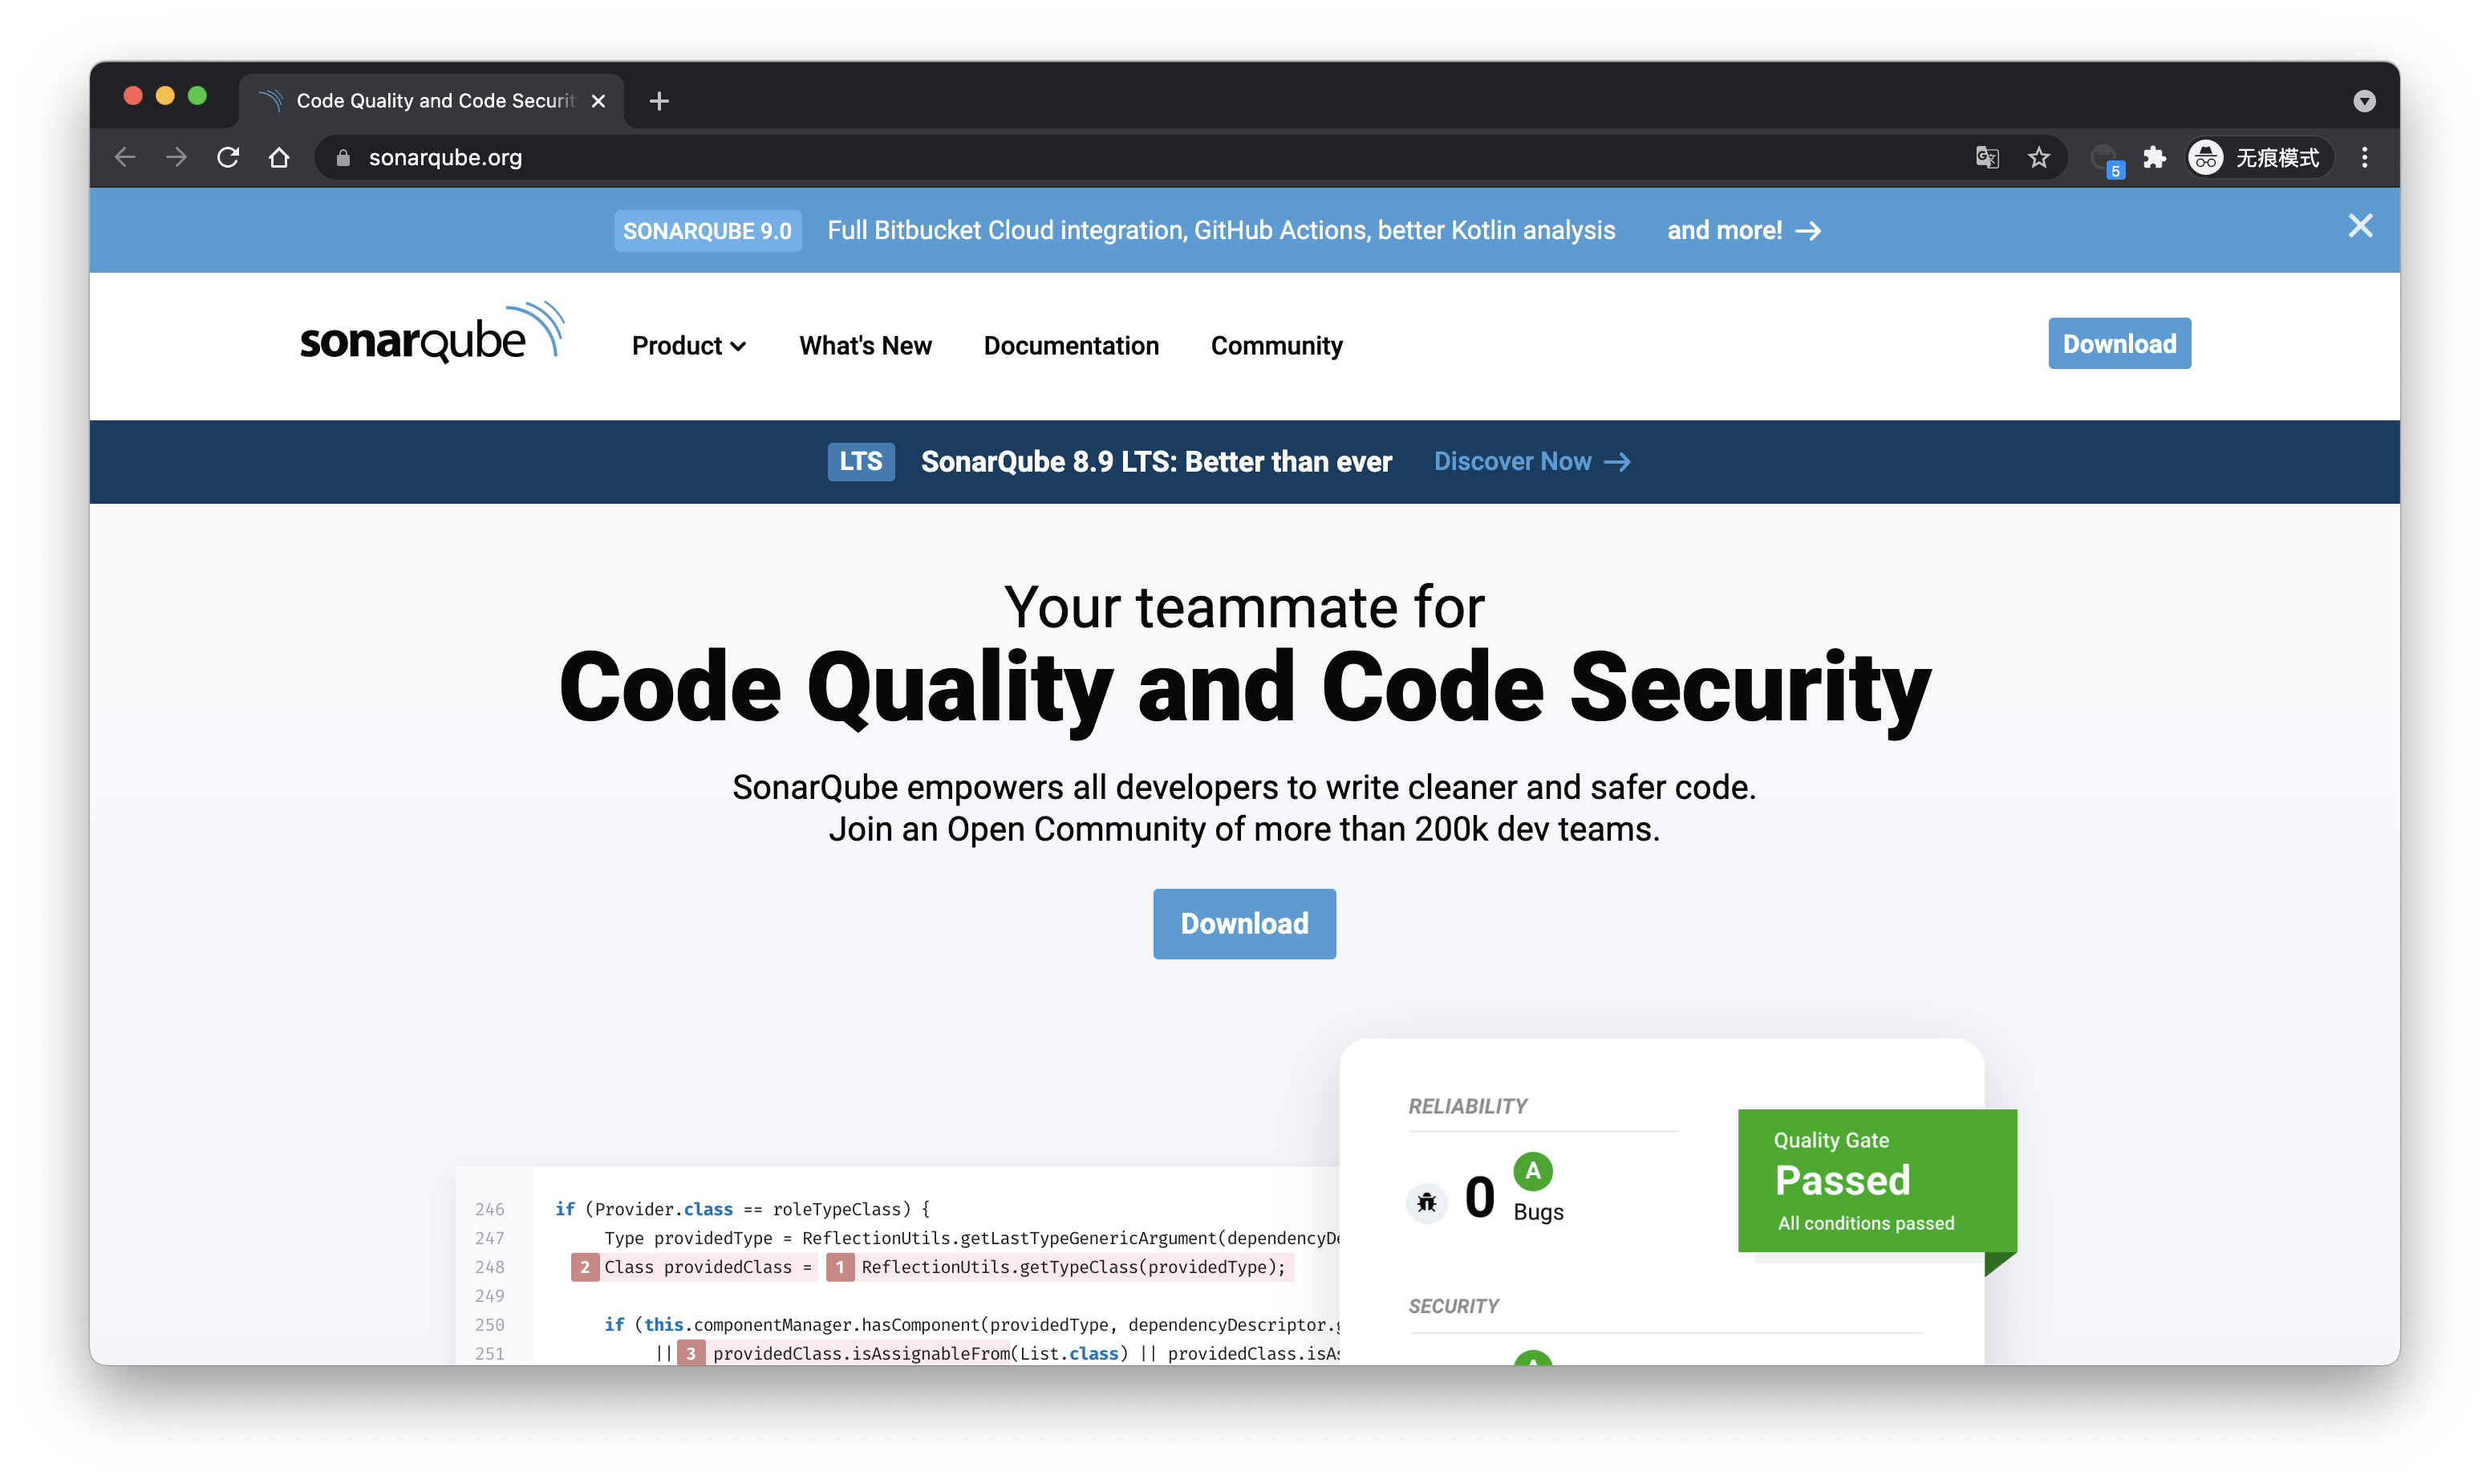 Code Quality and Code Securit
sonarqube.org
5
无痕模式
SONARQUBE 9.0 Full Bitbucket Cloud integration, GitHub Actions, better Kotlin analysis and more! →
sonarqube
Product What's New Documentation Community Download
LTS SonarQube 8.9 LTS: Better than ever Discover Now →
Your teammate for
Code Quality and Code Security
SonarQube empowers all developers to write cleaner and safer code.
Join an Open Community of more than 200k dev teams.
Download
RELIABILITY
0 A Bugs
Quality Gate
Passed
All conditions passed
SECURITY
A
246 if (Provider.class == roleTypeClass) {
247 Type providedType = ReflectionUtils.getLastTypeGenericArgument(dependencyDe
248 2 Class providedClass = 1 ReflectionUtils.getTypeClass(providedType);
249
250 if (this.componentManager.hasComponent(providedType, dependencyDescriptor.g
251 || 3 providedClass.isAssignableFrom(List.class) || providedClass.isAs